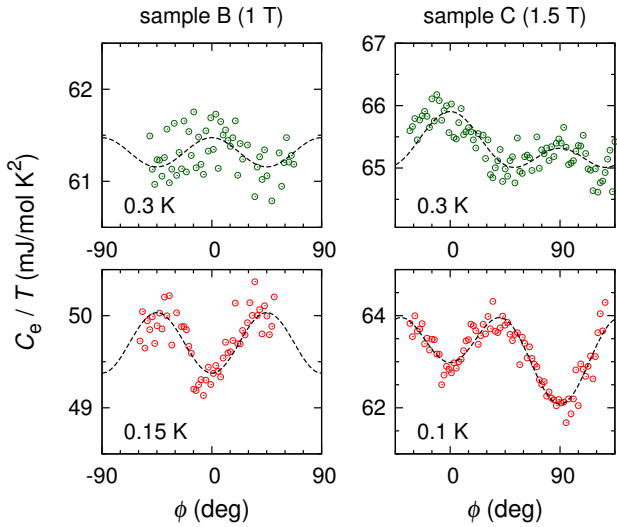 sample B (1 T)
sample C (1.5 T)
C_e / T (mJ/mol K²)
62
61
0.3 K
-90
0
90
67
66
65
0.3 K
0
90
50
49
0.15 K
-90
0
90
ϕ (deg)
64
62
0.1 K
0
90
ϕ (deg)